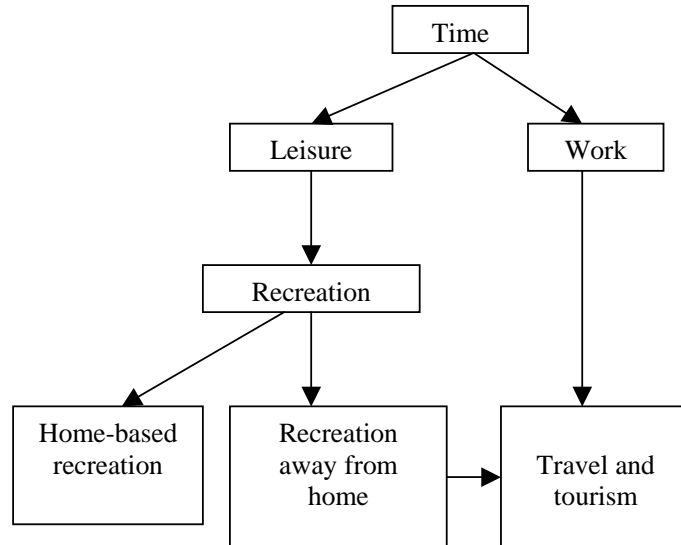 Time
Leisure
Work
Recreation
Home-based
recreation
Recreation
away from
home
Travel and
tourism